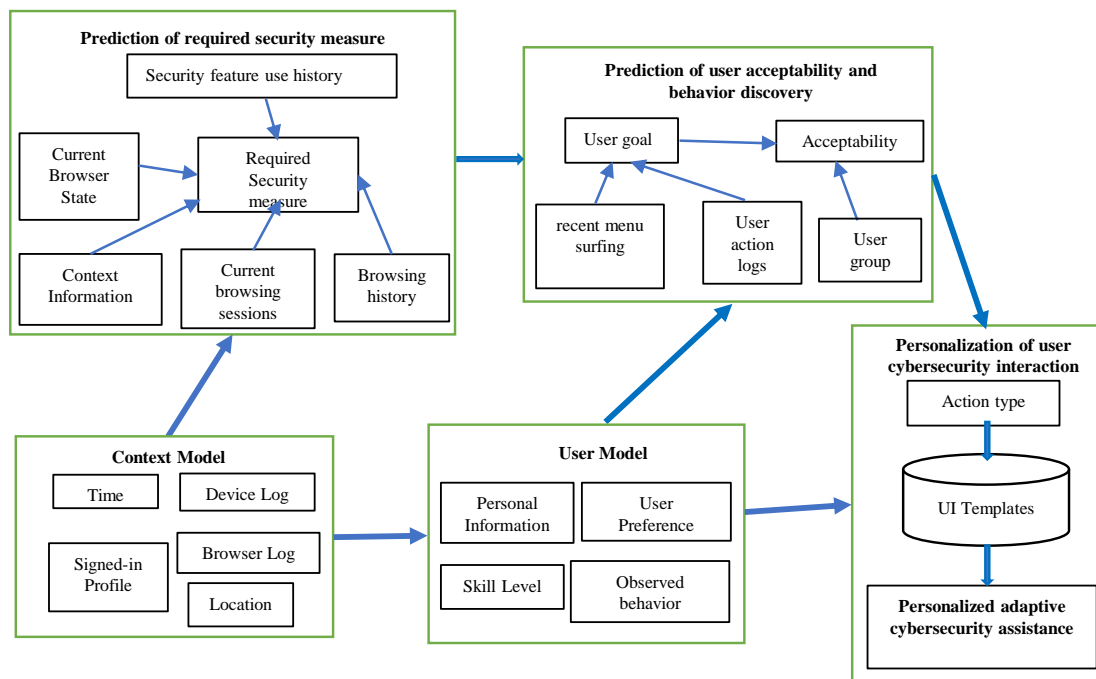 Prediction of required security measure
Security feature use history
Current
Browser
State
Required
Security
measure
Context
Information
Current
browsing
sessions
Browsing
history
Prediction of user acceptability and
behavior discovery
User goal
Acceptability
recent menu
surfing
User
action
logs
User
group
Context Model
Time
Device Log
Signed-in
Profile
Browser Log
Location
User Model
Personal
Information
User
Preference
Skill Level
Observed
behavior
Personalization of user
cybersecurity interaction
Action type
UI Templates
Personalized adaptive
cybersecurity assistance